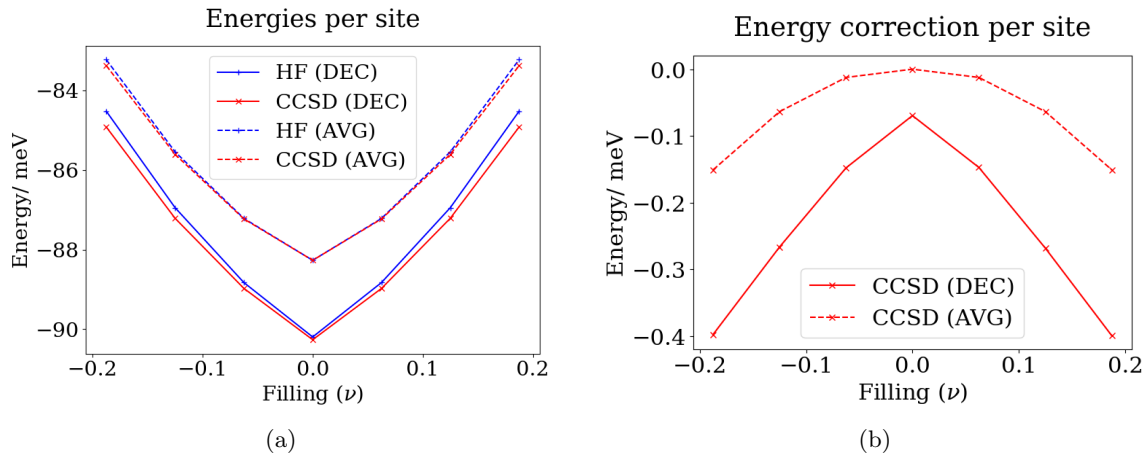 Energies per site
HF (DEC)
CCSD (DEC)
HF (AVG)
CCSD (AVG)
Energy/ meV
−84
−86
−88
−90
−0.2
−0.1
0.0
0.1
0.2
Filling (ν)
(a)
Energy correction per site
Energy/ meV
0.0
−0.1
−0.2
−0.3
−0.4
CCSD (DEC)
CCSD (AVG)
−0.2
−0.1
0.0
0.1
0.2
Filling (ν)
(b)